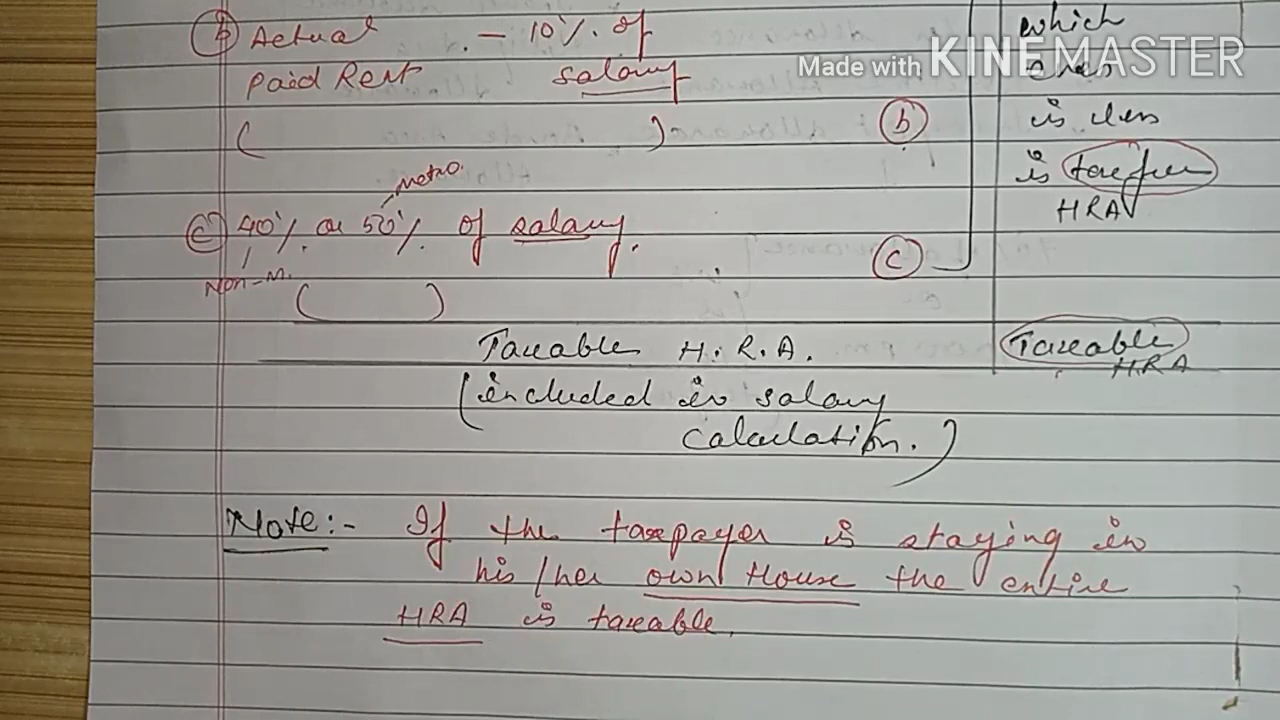 (b) Actual - 10%. of
Paid Rent salary
( )
(c) 40%. or 50%. of salary.
Metro.
Non-M.
( )
(b)
(c)
which
is less
is tax free
HRA
Made with KINEMASTER
Taxable H.R.A.
(included in salary
calculation.)
Taxable
HRA
Note:- If the taxpayer is staying in
his/her own House the entire
HRA is taxable.